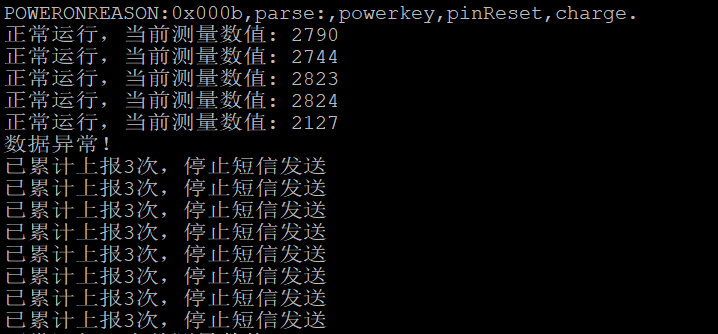 POWERONREASON:0x000b,parse:,powerkey,pinReset,charge.
正常运行，当前测量数值：2790
正常运行，当前测量数值：2744
正常运行，当前测量数值：2823
正常运行，当前测量数值：2824
正常运行，当前测量数值：2127
数据异常！
已累计上报3次，停止短信发送
已累计上报3次，停止短信发送
已累计上报3次，停止短信发送
已累计上报3次，停止短信发送
已累计上报3次，停止短信发送
已累计上报3次，停止短信发送
已累计上报3次，停止短信发送
已累计上报3次，停止短信发送